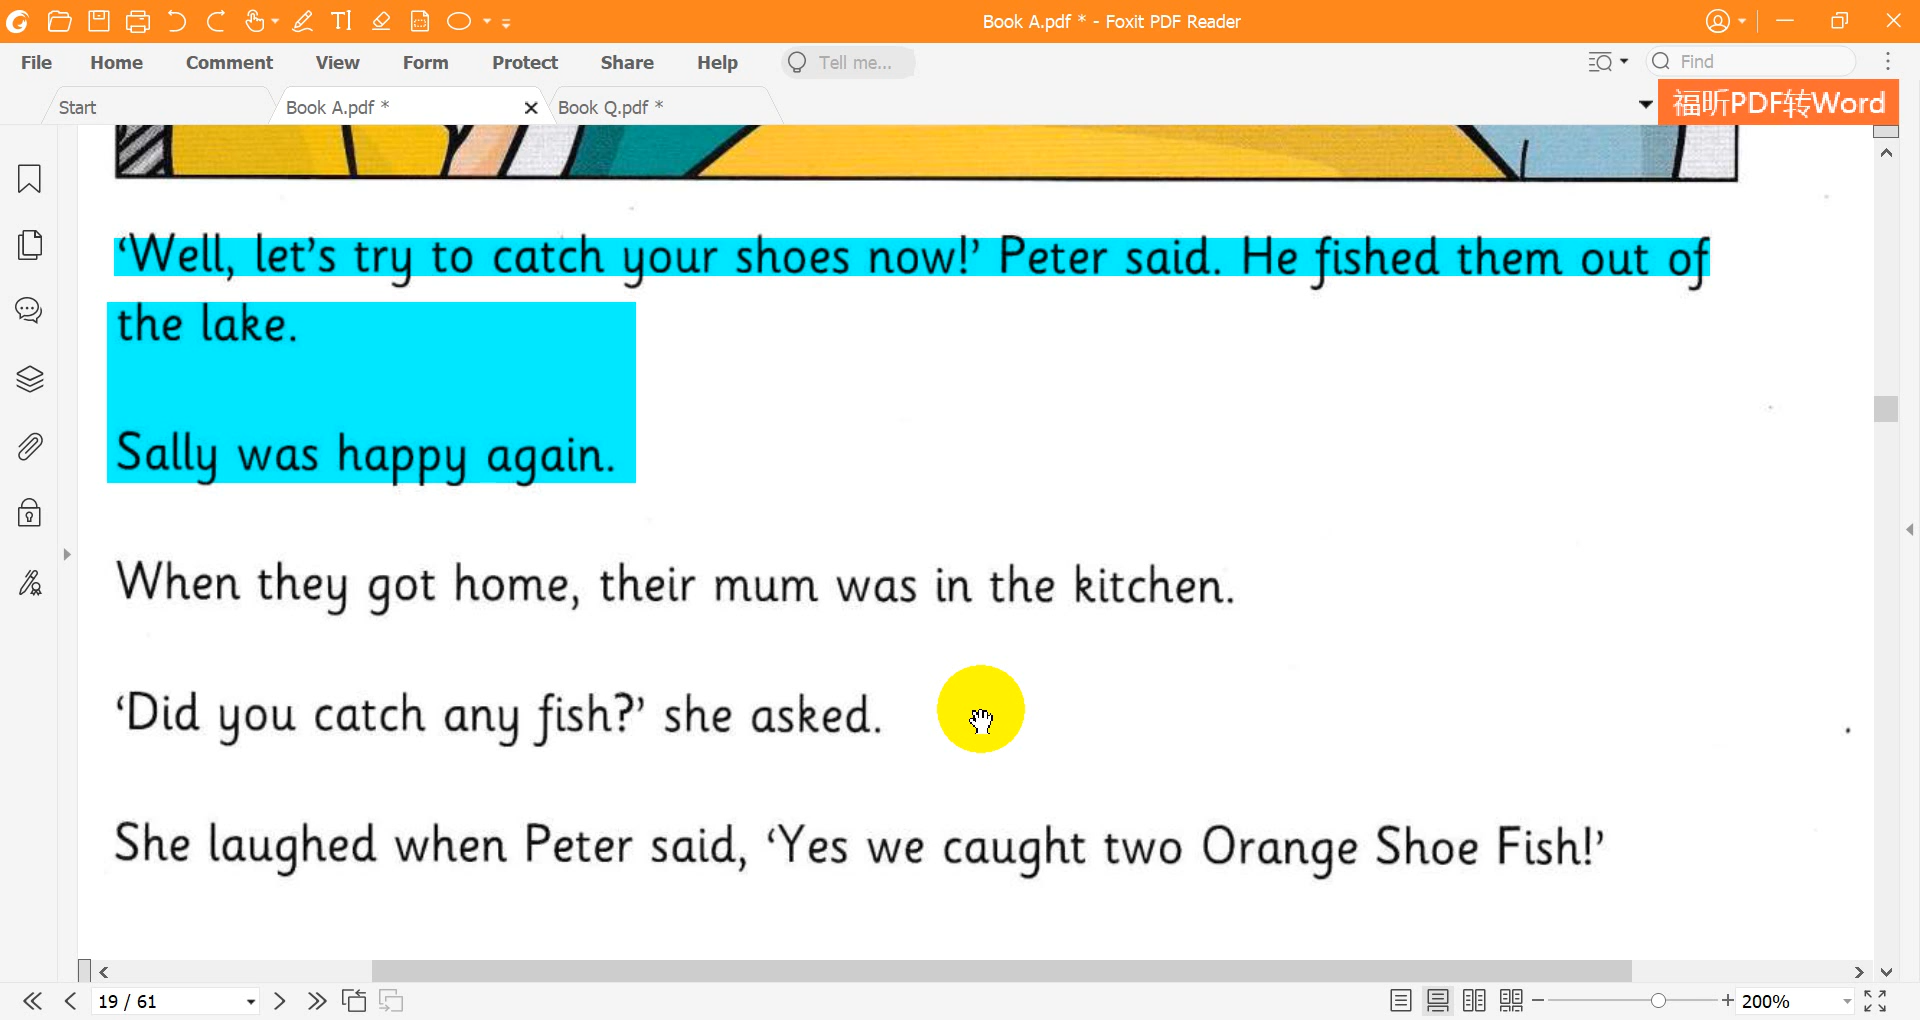 Book A.pdf * - Foxit PDF Reader
File Home Comment View Form Protect Share Help Tell me... Find
Start Book A.pdf * Book Q.pdf * 福昕PDF转Word
‘Well, let’s try to catch your shoes now!’ Peter said. He fished them out of
the lake.
Sally was happy again.
When they got home, their mum was in the kitchen.
‘Did you catch any fish?’ she asked.
She laughed when Peter said, ‘Yes we caught two Orange Shoe Fish!’
19 / 61 200%